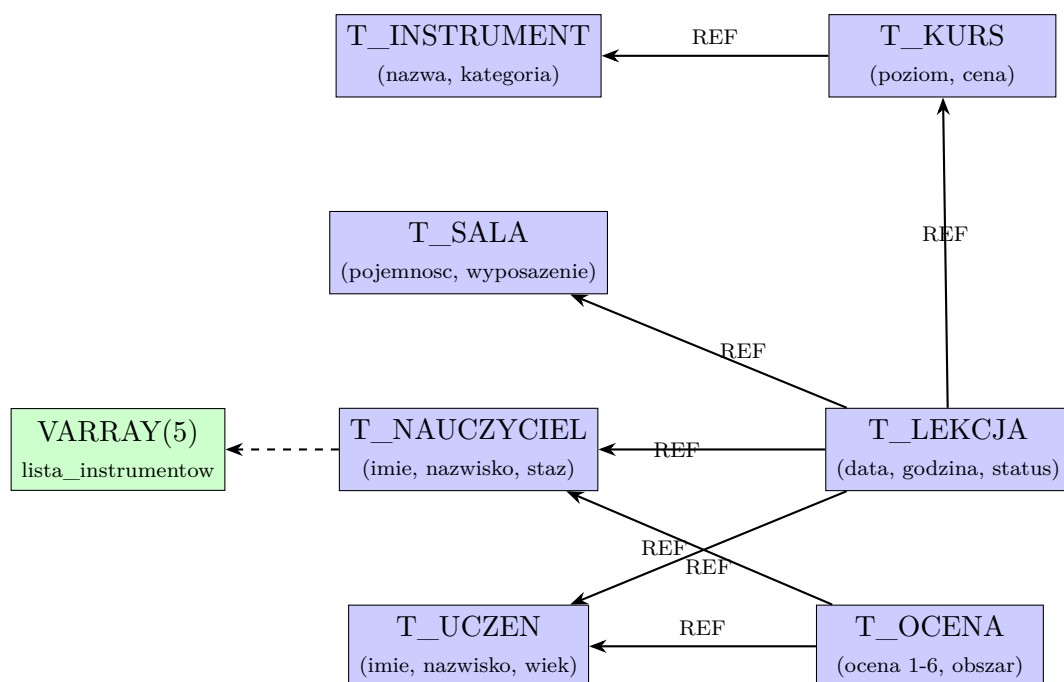 T_INSTRUMENT
(nazwa, kategoria)
REF
T_KURS
(poziom, cena)
REF
T_SALA
(pojemnosc, wyposazenie)
REF
VARRAY(5)
lista_instrumentow
T_NAUCZYCIEL
(imie, nazwisko, staz)
REF
T_LEKCJA
(data, godzina, status)
REF
REF
T_UCZEN
(imie, nazwisko, wiek)
REF
T_OCENA
(ocena 1-6, obszar)